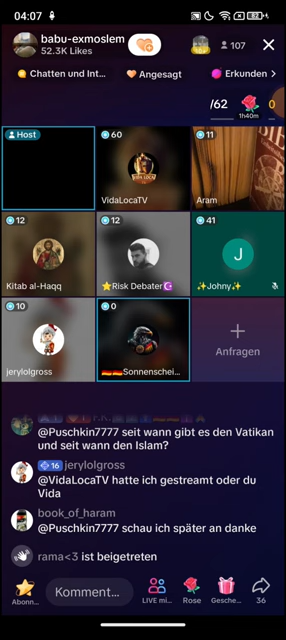 04:07
82
babu-exmoslem
52.3K Likes
107
Chatten und Int...
Angesagt
Erkunden >
/62
0
1h40m
Host
60
VidaLocaTV
11
Aram
12
Kitab al-Haqq
12
⭐Risk Debater☪️
41
J
✨Johny✨
10
jerylolgross
0
🇩🇪🇩🇪Sonnenschei...
+
Anfragen
@Puschkin7777 seit wann gibt es den Vatikan
und seit wann den Islam?
16 jerylolgross
@VidaLocaTV hatte ich gestreamt oder du
Vida
book_of_haram
@Puschkin7777 schau ich später an danke
rama<3 ist beigetreten
Abonn...
Komment...
LIVE mi...
Rose
Gesche...
36